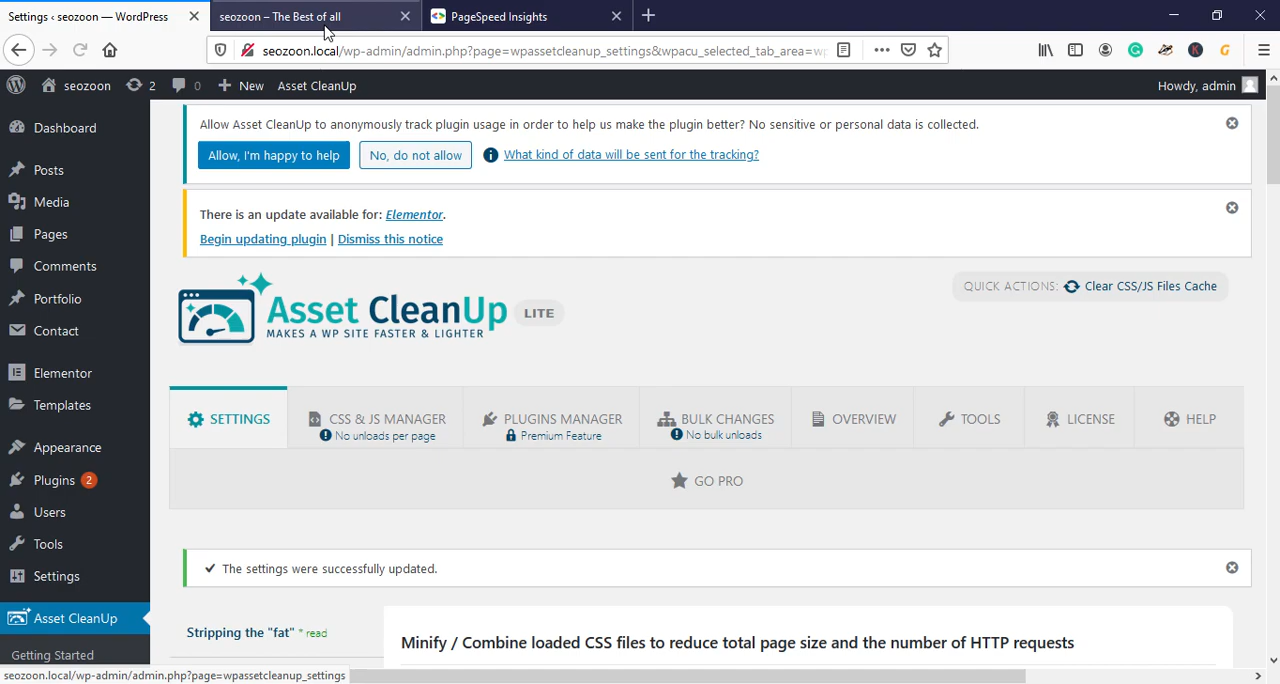 Settings ‹ seozoon — WordPress
seozoon – The Best of all
PageSpeed Insights
seozoon.local/wp-admin/admin.php?page=wpassetcleanup_settings&wpacu_selected_tab_area=wp
seozoon
2
0
New
Asset CleanUp
Howdy, admin
Dashboard
Posts
Media
Pages
Comments
Portfolio
Contact
Elementor
Templates
Appearance
Plugins 2
Users
Tools
Settings
Asset CleanUp
Getting Started
Allow Asset CleanUp to anonymously track plugin usage in order to help us make the plugin better? No sensitive or personal data is collected.
Allow, I'm happy to help
No, do not allow
What kind of data will be sent for the tracking?
There is an update available for: Elementor.
Begin updating plugin | Dismiss this notice
Asset CleanUp LITE
MAKES A WP SITE FASTER & LIGHTER
QUICK ACTIONS: Clear CSS/JS Files Cache
SETTINGS
CSS & JS MANAGER
No unloads per page
PLUGINS MANAGER
Premium Feature
BULK CHANGES
No bulk unloads
OVERVIEW
TOOLS
LICENSE
HELP
GO PRO
The settings were successfully updated.
Stripping the "fat" * read
Minify / Combine loaded CSS files to reduce total page size and the number of HTTP requests
seozoon.local/wp-admin/admin.php?page=wpassetcleanup_settings